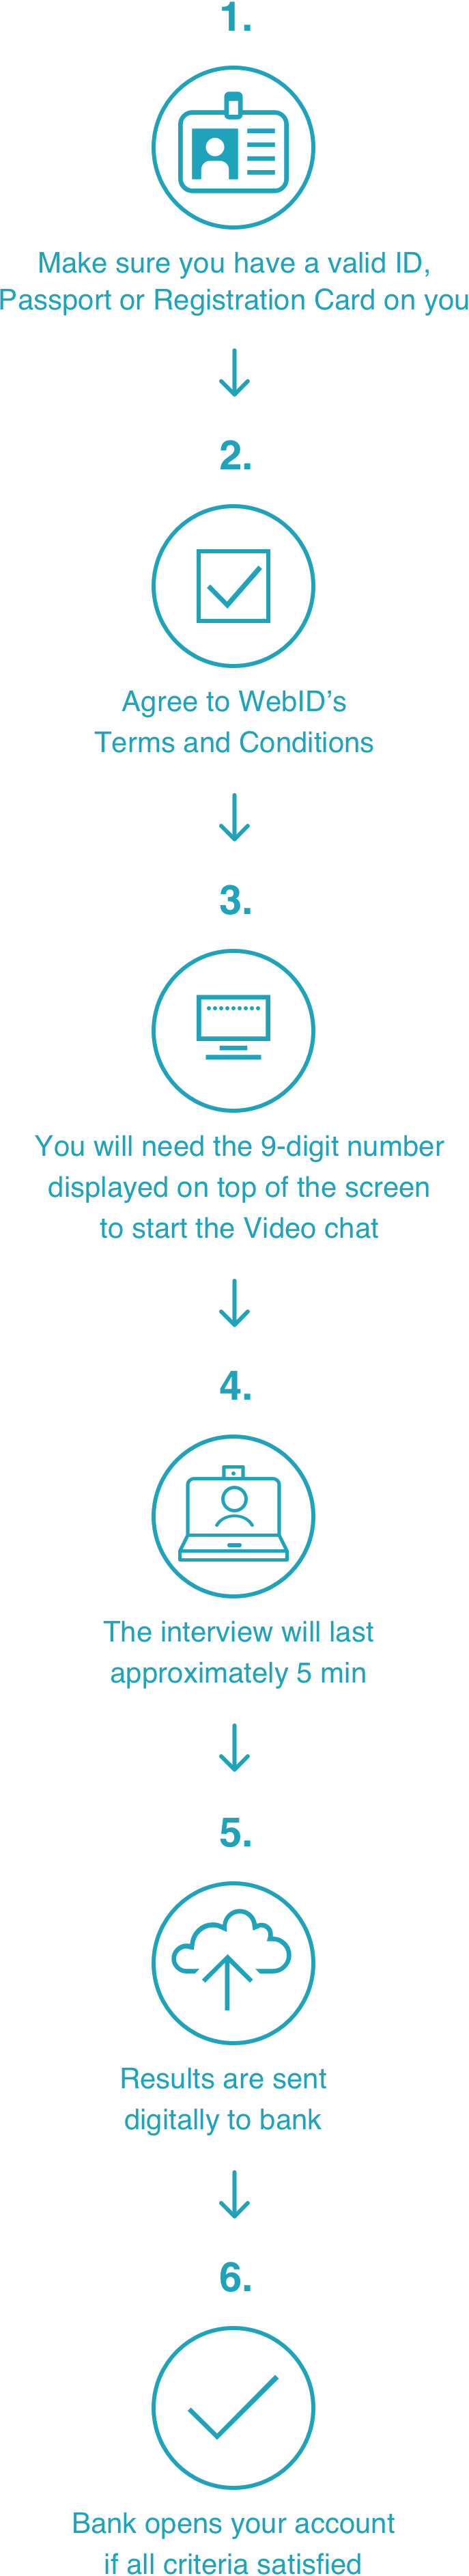 1.
Make sure you have a valid ID,
Passport or Registration Card on you
2.
Agree to WebID’s
Terms and Conditions
3.
You will need the 9-digit number
displayed on top of the screen
to start the Video chat
4.
The interview will last
approximately 5 min
5.
Results are sent
digitally to bank
6.
Bank opens your account
if all criteria satisfied